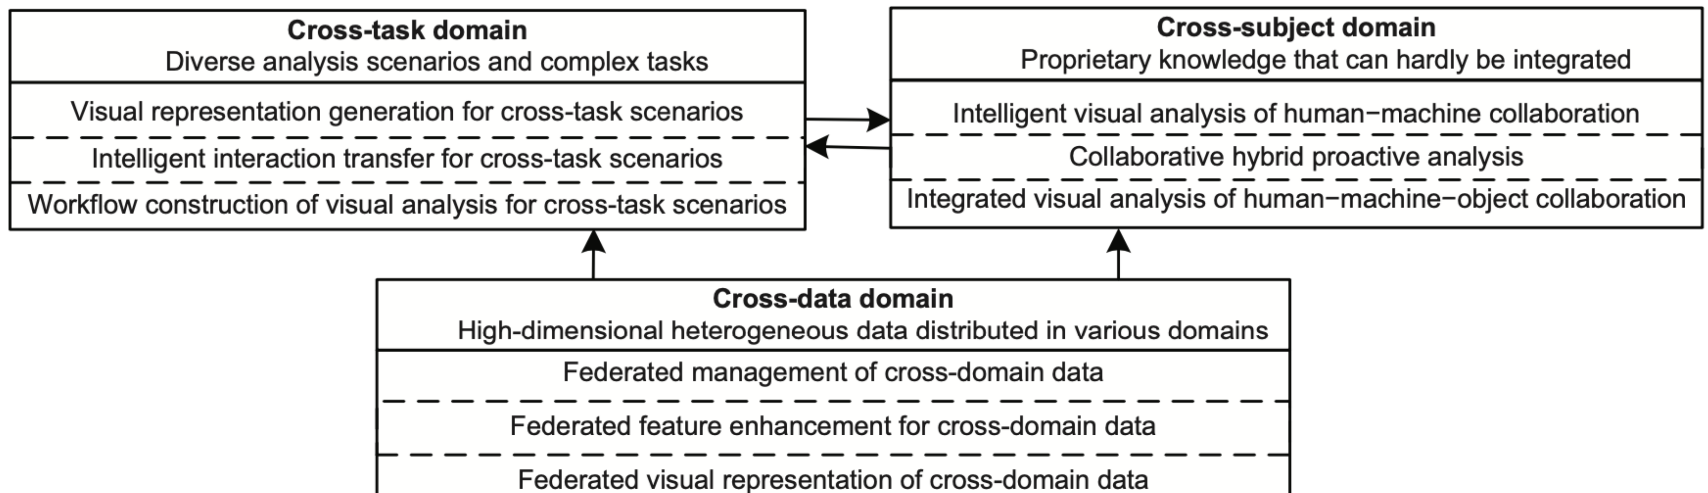 Cross-task domain
Diverse analysis scenarios and complex tasks
Visual representation generation for cross-task scenarios
Intelligent interaction transfer for cross-task scenarios
Workflow construction of visual analysis for cross-task scenarios
Cross-subject domain
Proprietary knowledge that can hardly be integrated
Intelligent visual analysis of human−machine collaboration
Collaborative hybrid proactive analysis
Integrated visual analysis of human−machine−object collaboration
Cross-data domain
High-dimensional heterogeneous data distributed in various domains
Federated management of cross-domain data
Federated feature enhancement for cross-domain data
Federated visual representation of cross-domain data